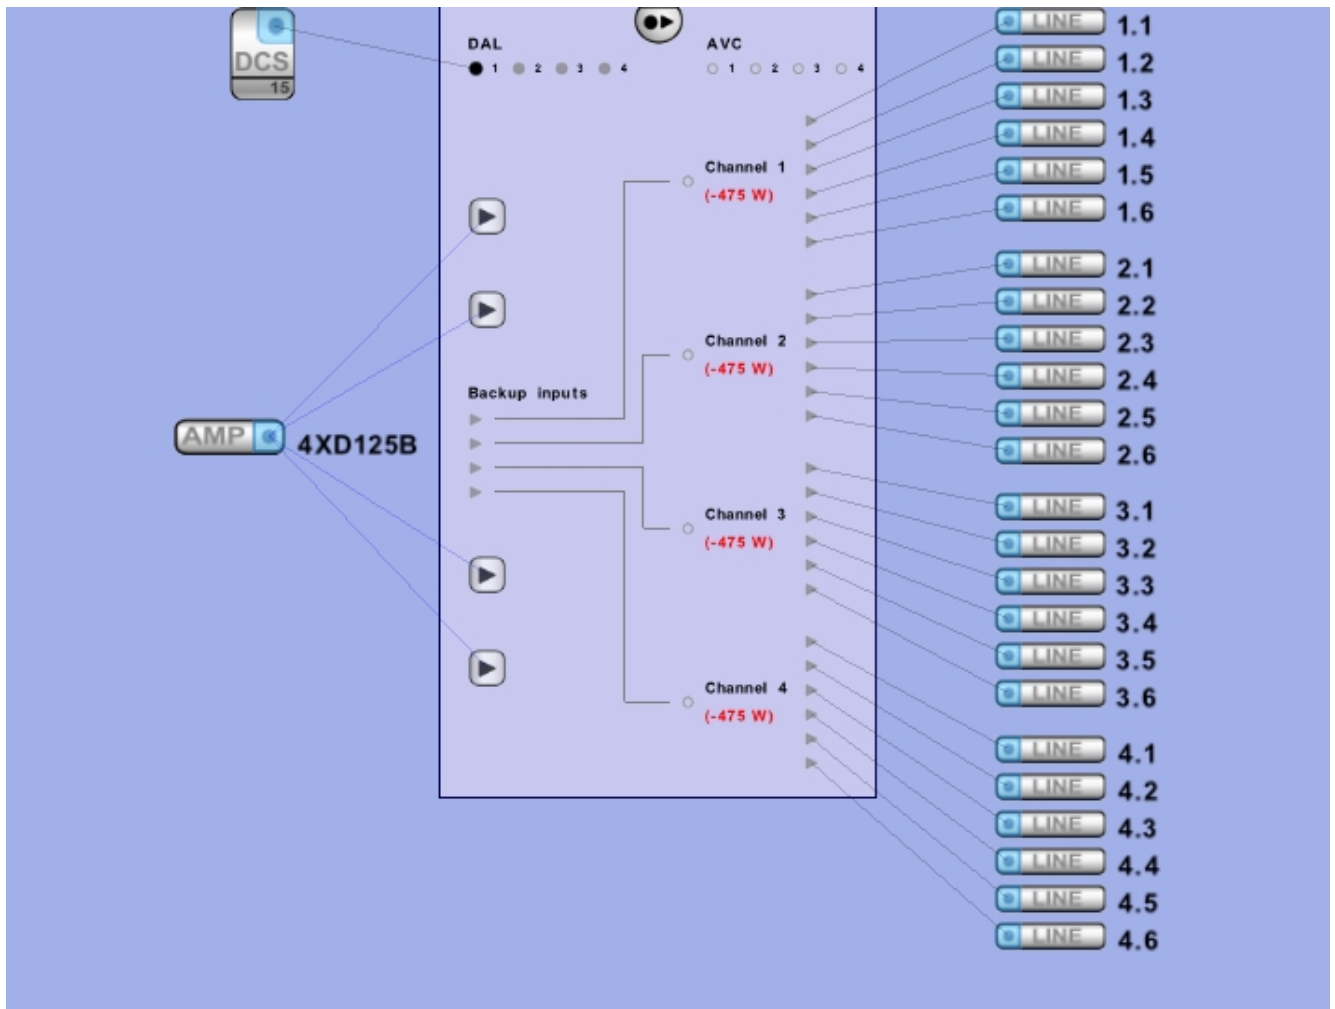 DCS
15
DAL
1 2 3 4
AVC
1 2 3 4
Channel 1
(-475 W)
Channel 2
(-475 W)
Backup inputs
AMP 4XD125B
Channel 3
(-475 W)
Channel 4
(-475 W)
LINE 1.1
LINE 1.2
LINE 1.3
LINE 1.4
LINE 1.5
LINE 1.6
LINE 2.1
LINE 2.2
LINE 2.3
LINE 2.4
LINE 2.5
LINE 2.6
LINE 3.1
LINE 3.2
LINE 3.3
LINE 3.4
LINE 3.5
LINE 3.6
LINE 4.1
LINE 4.2
LINE 4.3
LINE 4.4
LINE 4.5
LINE 4.6